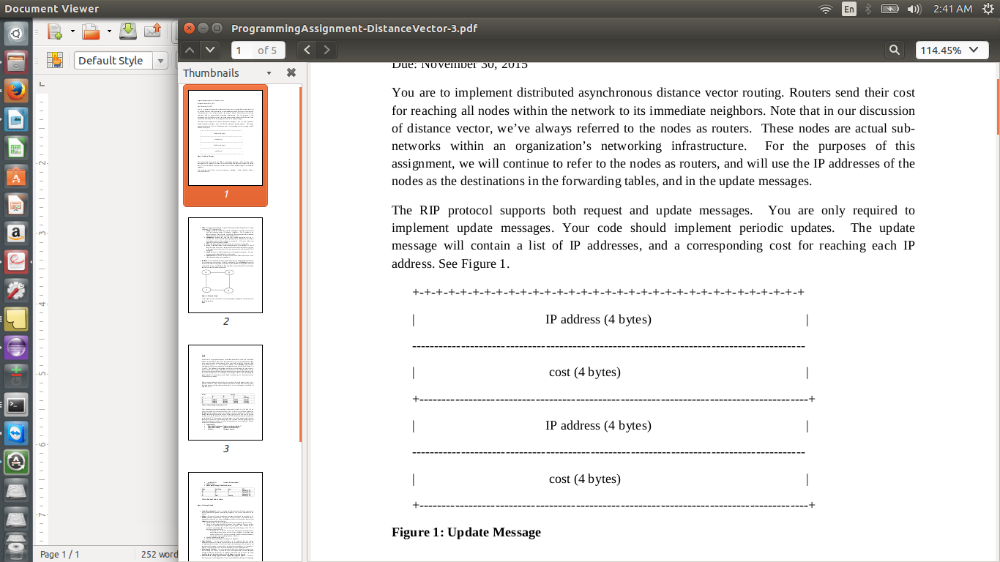 Document Viewer
En
2:41 AM
ProgrammingAssignment-DistanceVector-3.pdf
1 of 5
114.45%
Default Style
Thumbnails
1
2
3
2
3
4
5
6
7
Page 1 / 1
252 word
Due: November 30, 2015
You are to implement distributed asynchronous distance vector routing. Routers send their cost
for reaching all nodes within the network to its immediate neighbors. Note that in our discussion
of distance vector, we’ve always referred to the nodes as routers. These nodes are actual sub-
networks within an organization’s networking infrastructure. For the purposes of this
assignment, we will continue to refer to the nodes as routers, and will use the IP addresses of the
nodes as the destinations in the forwarding tables, and in the update messages.
The RIP protocol supports both request and update messages. You are only required to
implement update messages. Your code should implement periodic updates. The update
message will contain a list of IP addresses, and a corresponding cost for reaching each IP
address. See Figure 1.
+-+-+-+-+-+-+-+-+-+-+-+-+-+-+-+-+-+-+-+-+-+-+-+-+-+-+-+-+-+-+-+-+
| IP address (4 bytes) |
-----------------------------------------------------------------------------------------
| cost (4 bytes) |
+----------------------------------------------------------------------------------------+
| IP address (4 bytes) |
-----------------------------------------------------------------------------------------
| cost (4 bytes) |
+----------------------------------------------------------------------------------------+
Figure 1: Update Message